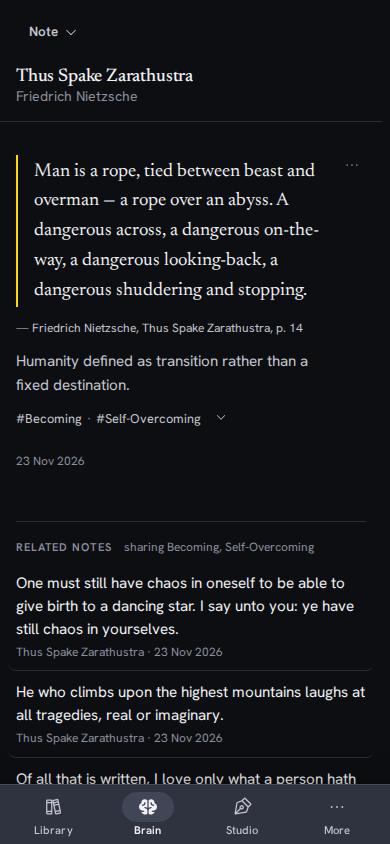 Note
Thus Spake Zarathustra
Friedrich Nietzsche
Man is a rope, tied between beast and
overman — a rope over an abyss. A
dangerous across, a dangerous on-the-
way, a dangerous looking-back, a
dangerous shuddering and stopping.
— Friedrich Nietzsche, Thus Spake Zarathustra, p. 14
Humanity defined as transition rather than a
fixed destination.
#Becoming · #Self-Overcoming
23 Nov 2026
RELATED NOTES sharing Becoming, Self-Overcoming
One must still have chaos in oneself to be able to
give birth to a dancing star. I say unto you: ye have
still chaos in yourselves.
Thus Spake Zarathustra · 23 Nov 2026
He who climbs upon the highest mountains laughs at
all tragedies, real or imaginary.
Thus Spake Zarathustra · 23 Nov 2026
Of all that is written, I love only what a person hath
Library Brain Studio More